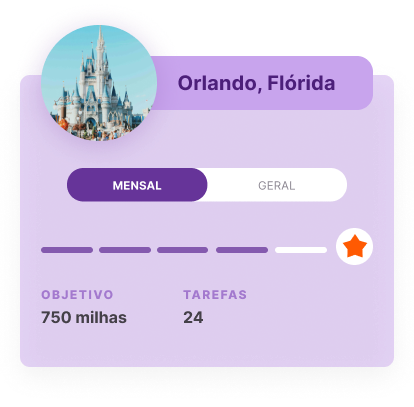 Orlando, Flórida
MENSAL GERAL
OBJETIVO TAREFAS
750 milhas 24